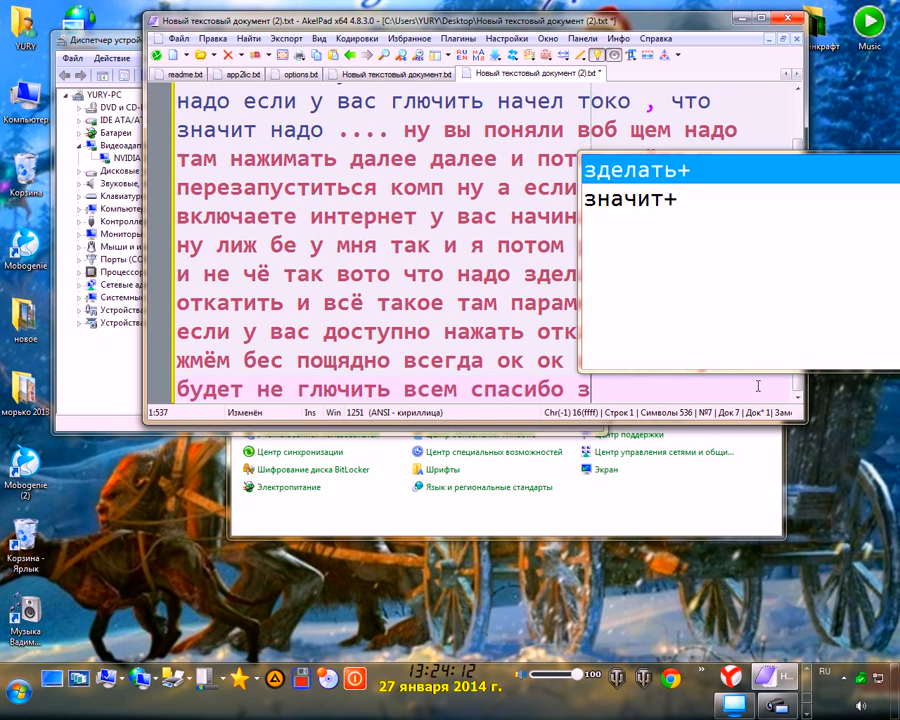 YURY
Компьютер
Корзина
Mobogenie
новое
морько 2013
Mobogenie
(2)
Корзина -
Ярлык
Музыка
Вадим...
Music
Диспетчер устрой
Файл Действие
YURY-PC
DVD и CD-
IDE ATA/AT
Батареи
Видеоадап
NVIDIA
Дисковые
Звуковые,
Клавиатур
Компьюте
Контролле
Мониторы
Мыши и и
Порты (CO
Процессор
Сетевые ад
Системны
Устройств
Устройств
Новый текстовый документ (2).txt - AkelPad x64 4.8.3.0 - [C:\Users\YURY\Desktop\Новый текстовый документ (2).txt *]
Файл Правка Найти Экспорт Вид Кодировки Избранное Плагины Настройки Окно Панели Инфо Справка
readme.txt app2lic.txt options.txt Новый текстовый документ.txt Новый текстовый документ (2).txt *
надо если у вас глючить начел токо , что
значит надо .... ну вы поняли воб щем надо
там нажимать далее далее и пот
перезапуститься комп ну а если
включаете интернет у вас начин
ну лиж бе у мня так и я потом
и не чё так вото что надо здел
откатить и всё такое там парам
если у вас доступно нажать отк
жмём бес пощядно всегда ок ок
будет не глючить всем спасибо з
зделать+
значит+
1:537 Изменён Ins Win 1251 (ANSI - кириллица) Chr(-1) 16(ffff) | Строк 1 | Символы 536 | №7 | Док 7 | Док* 1 | Заме
Центр поддержки
Центр синхронизации Центр специальных возможностей Центр управления сетями и общи...
Шифрование диска BitLocker Шрифты Экран
Электропитание Язык и региональные стандарты
13:24:12
27 января 2014 г.
100
»
Н...
RU